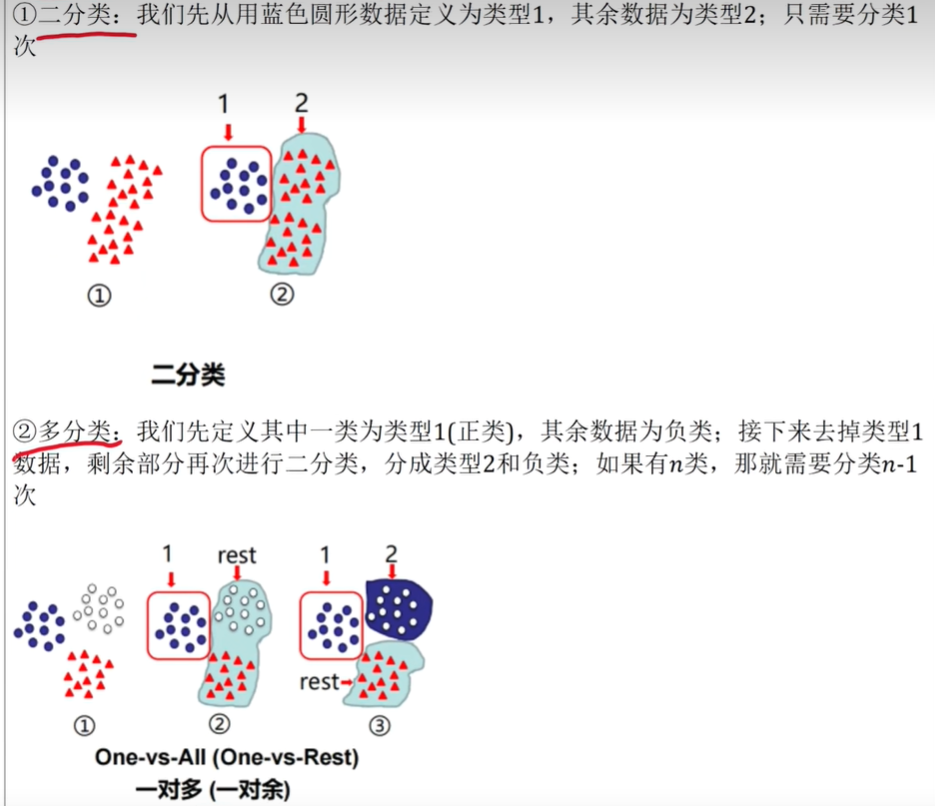 ①二分类：我们先从用蓝色圆形数据定义为类型1，其余数据为类型2；只需要分类1
次
1 2
① ②
二分类
②多分类：我们先定义其中一类为类型1(正类)，其余数据为负类；接下来去掉类型1
数据，剩余部分再次进行二分类，分成类型2和负类；如果有n类，那就需要分类n-1
次
1 rest 1 2
rest
① ② ③
One-vs-All (One-vs-Rest)
一对多 (一对余)